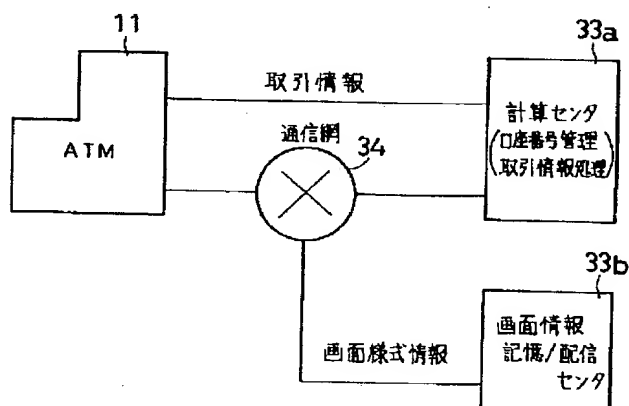 11
ATM
取引情報
通信網
34
33a
計算センタ
(口座番号管理
取引情報処理)
33b
画面様式情報
画面情報
記憶/配信
センタ